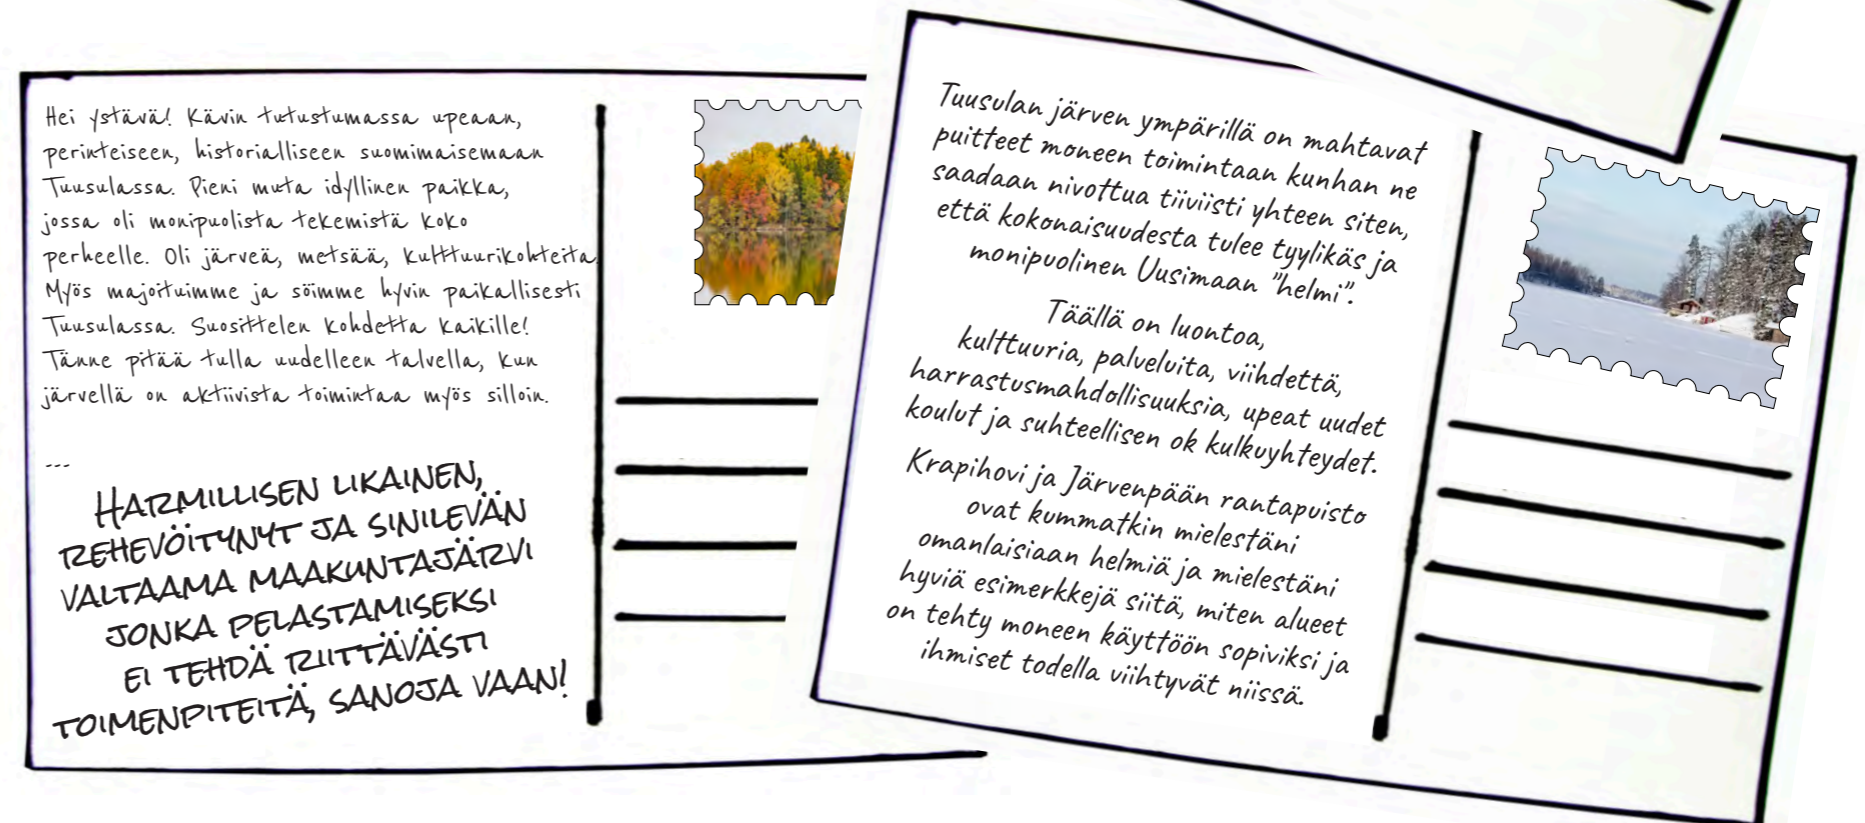 Hei ystävä! Kävin tutustumassa upeaan,
perinteiseen, historialliseen suomimaisemaan
Tuusulassa. Pieni muta idyllinen paikka,
jossa oli monipuolista tekemistä koko
perheelle. Oli järveä, metsää, kulttuurikohteita.
Myös majoituimme ja söimme hyvin paikallisesti
Tuusulassa. Suosittelen kohdetta kaikille!
Tänne pitää tulla uudelleen talvella, kun
järvellä on aktiivista toimintaa myös silloin.
---
HARMILLISEN LIKAINEN,
REHEVÖITYNYT JA SINILEVÄN
VALTAAMA MAAKUNTAJÄRVI
JONKA PELASTAMISEKSI
EI TEHDÄ RIITTÄVÄSTI
TOIMENPITEITÄ, SANOJA VAAN!
Tuusulan järven ympärillä on mahtavat
puitteet moneen toimintaan kunhan ne
saadaan nivottua tiiviisti yhteen siten,
että kokonaisuudesta tulee tyylikäs ja
monipuolinen Uusimaan "helmi".
Täällä on luontoa,
kulttuuria, palveluita, viihdettä,
harrastusmahdollisuuksia, upeat uudet
koulut ja suhteellisen ok kulkuyhteydet.
Krapihovi ja Järvenpään rantapuisto
ovat kummatkin mielestäni
omanlaisiaan helmiä ja mielestäni
hyviä esimerkkejä siitä, miten alueet
on tehty moneen käyttöön sopiviksi ja
ihmiset todella viihtyvät niissä.